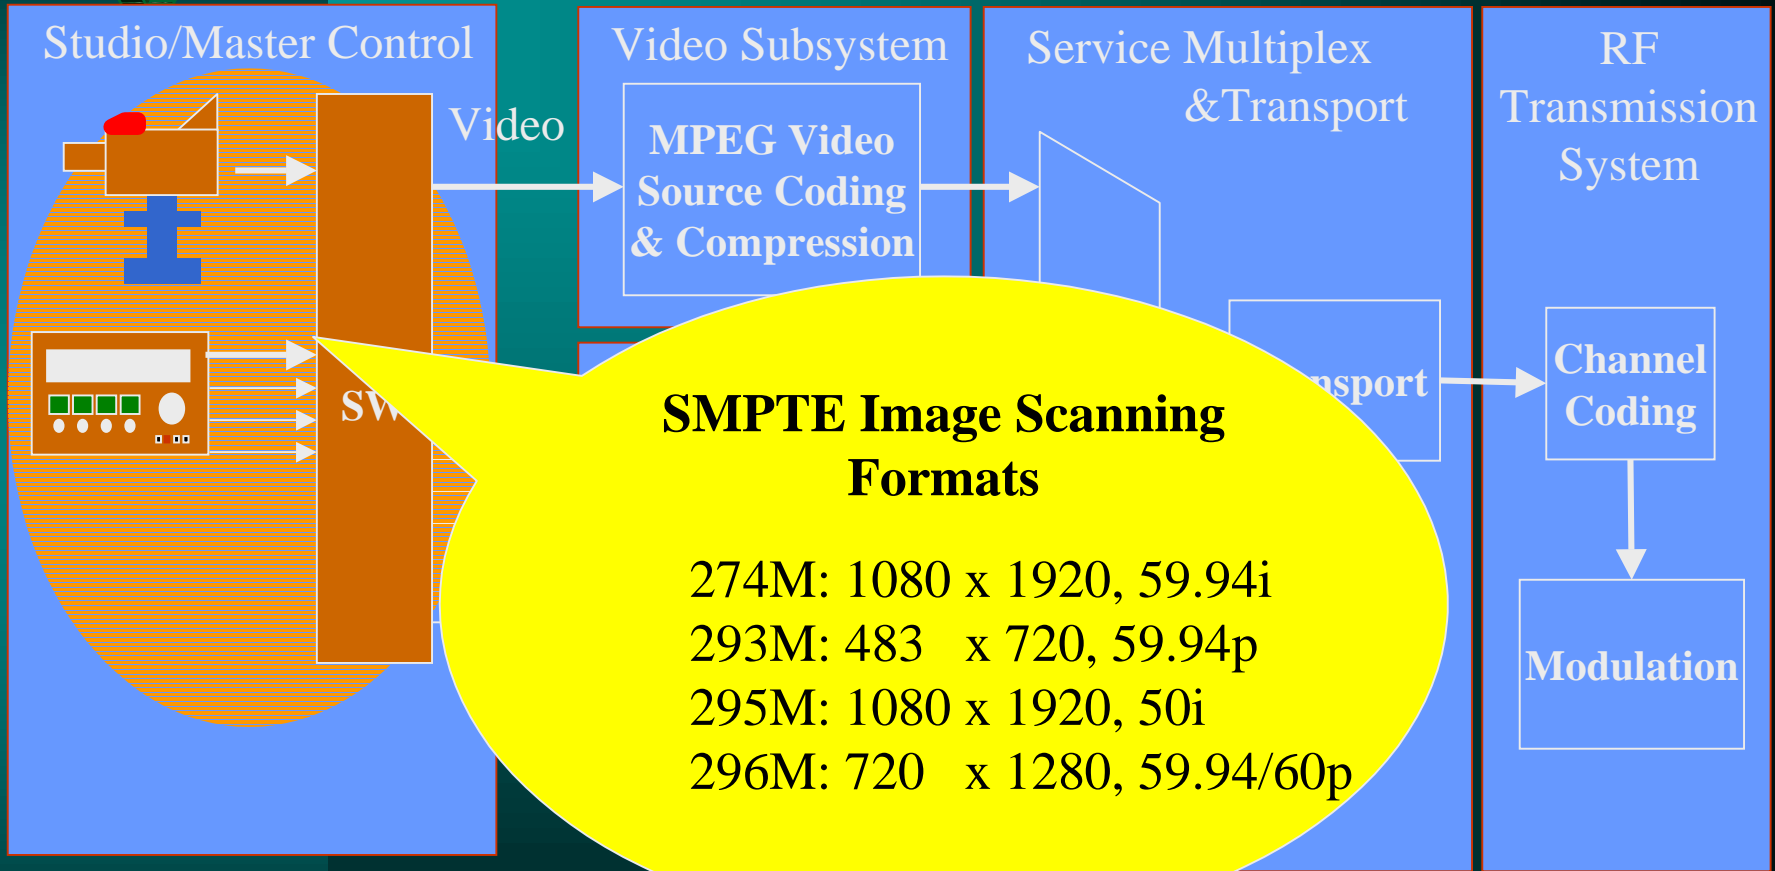 Studio/Master Control
Video
Video Subsystem
MPEG Video
Source Coding
& Compression
Service Multiplex
&Transport
RF
Transmission
System
Channel
Coding
Modulation
SMPTE Image Scanning
Formats
274M: 1080 x 1920, 59.94i
293M: 483 x 720, 59.94p
295M: 1080 x 1920, 50i
296M: 720 x 1280, 59.94/60p